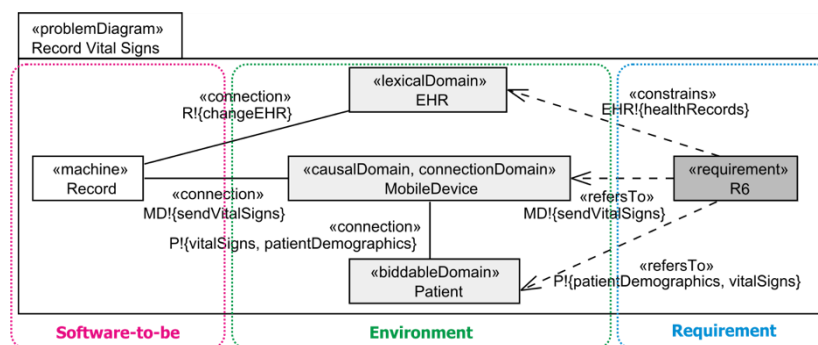 «problemDiagram»
Record Vital Signs
«lexicalDomain»
EHR
«connection»
R!{changeEHR}
«constrains»
EHR!{healthRecords}
«machine»
Record
«causalDomain, connectionDomain»
MobileDevice
«requirement»
R6
«connection»
MD!{sendVitalSigns}
«refersTo»
MD!{sendVitalSigns}
«connection»
P!{vitalSigns, patientDemographics}
«biddableDomain»
Patient
«refersTo»
P!{patientDemographics, vitalSigns}
Software-to-be
Environment
Requirement